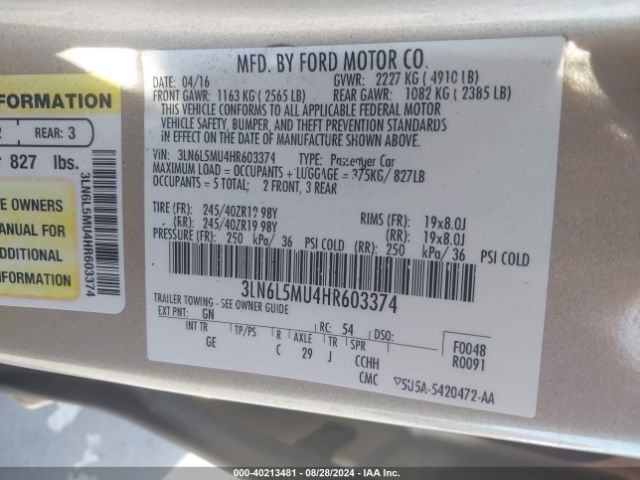 FORMATION
2 REAR: 3
827 lbs.
E OWNERS
MANUAL FOR
ADDITIONAL
INFORMATION
3LN6L5MU4HR603374
MFD. BY FORD MOTOR CO.
04/16 GVWR: 2227 KG ( 4910 LB)
FRONT GAWR: 1163 KG ( 2565 LB) REAR GAWR: 1082 KG ( 2385 LB)
THIS VEHICLE CONFORMS TO ALL APPLICABLE FEDERAL MOTOR
VEHICLE SAFETY, BUMPER, AND THEFT PREVENTION STANDARDS
IN EFFECT ON THE DATE OF MANUFACTURE SHOWN ABOVE.
VIN: 3LN6L5MU4HR603374 TYPE: Passenger Car
MAXIMUM LOAD = OCCUPANTS + LUGGAGE = 375KG/ 827LB
OCCUPANTS = 5 TOTAL; 2 FRONT, 3 REAR
TIRE (FR): 245/40ZR19 98Y RIMS (FR): 19x8.0J
(RR): 245/40ZR19 98Y (RR): 19x8.0J
PRESSURE (FR): 250 kPa/ 36 PSI COLD (RR): 250 kPa/ 36 PSI COLD
3LN6L5MU4HR603374
TRAILER TOWING - SEE OWNER GUIDE
EXT PNT: GN RC: 54 DSO: F0048
INT TR TP/PS R AXLE TR SPR R0091
GE C 29 J CCHH
CMC 5U5A-5420472-AA
000-40213481 - 08/28/2024 - IAA Inc.